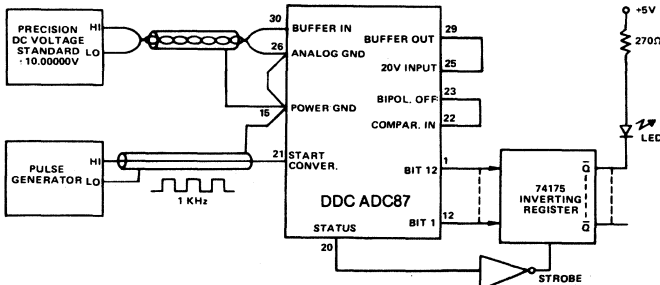 PRECISION
DC VOLTAGE
STANDARD
± 10.00000V
HI
LO
30
BUFFER IN
26
ANALOG GND
15
POWER GND
PULSE
GENERATOR
HI
LO
1 KHz
21
START
CONVER.
BUFFER OUT
29
20V INPUT
25
BIPOL. OFF
23
COMPAR. IN
22
BIT 12
1
DDC ADC87
BIT 1
12
STATUS
20
74175
INVERTING
REGISTER
Q̅
Q̅
STROBE
+5V
270Ω
LED